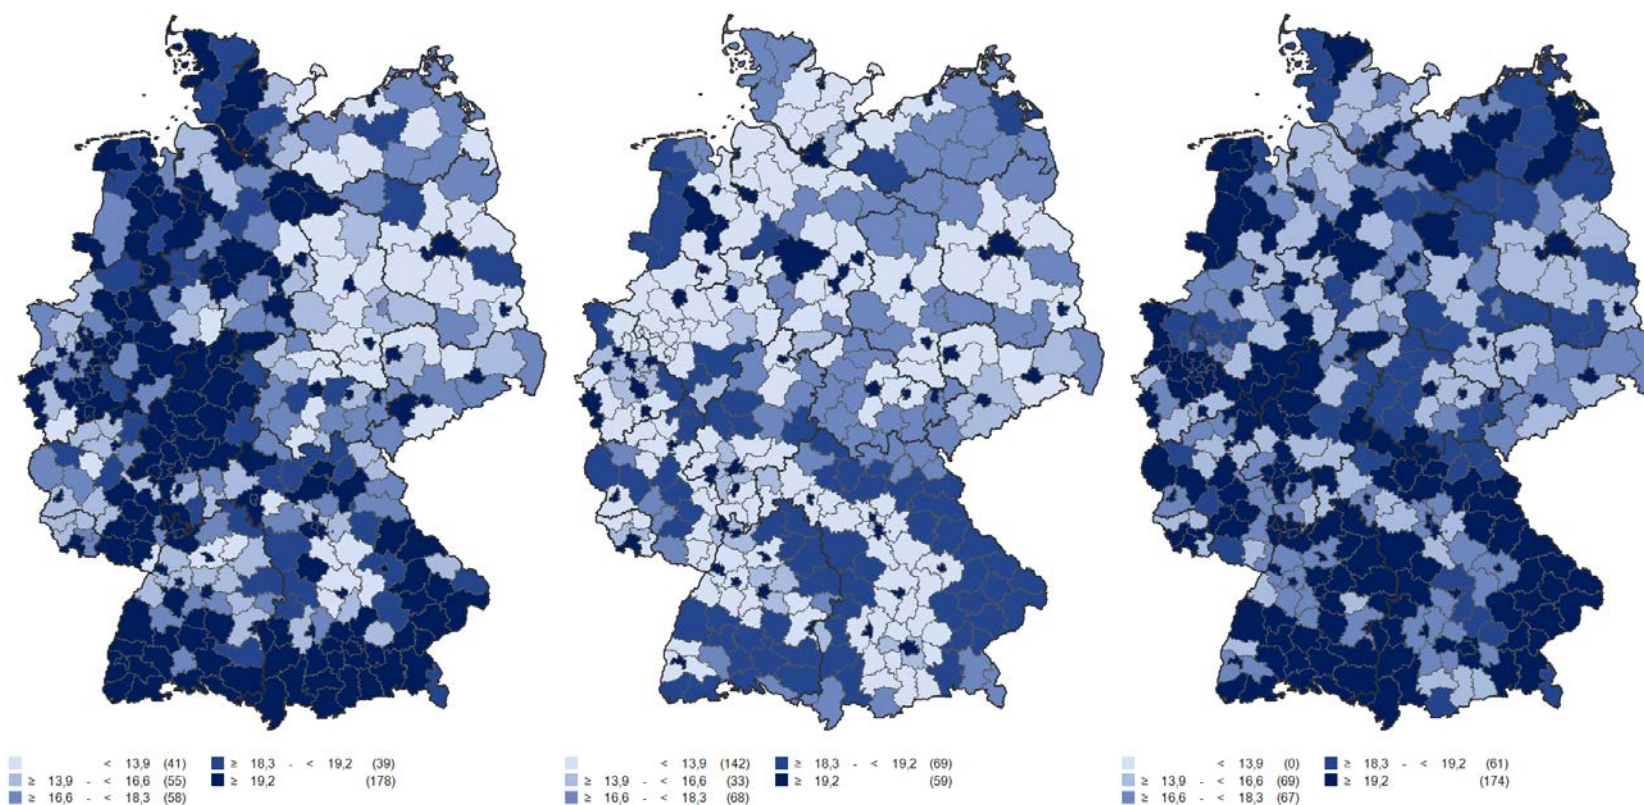 < 13,9 (41) ≥ 18,3 - < 19,2 (39)
≥ 13,9 - < 16,6 (55) ≥ 19,2 (178)
≥ 16,6 - < 18,3 (58)
< 13,9 (142) ≥ 18,3 - < 19,2 (69)
≥ 13,9 - < 16,6 (33) ≥ 19,2 (59)
≥ 16,6 - < 18,3 (68)
< 13,9 (0) ≥ 18,3 - < 19,2 (61)
≥ 13,9 - < 16,6 (69) ≥ 19,2 (174)
≥ 16,6 - < 18,3 (67)